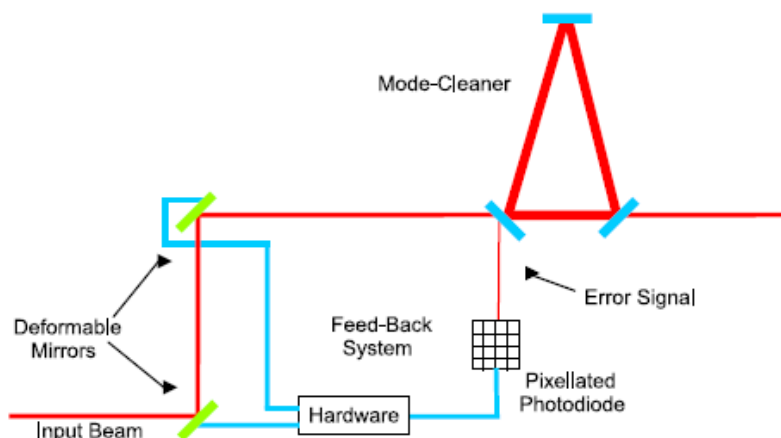 Mode-Cleaner
Error Signal
Deformable
Mirrors
Feed-Back
System
Pixellated
Photodiode
Hardware
Input Beam